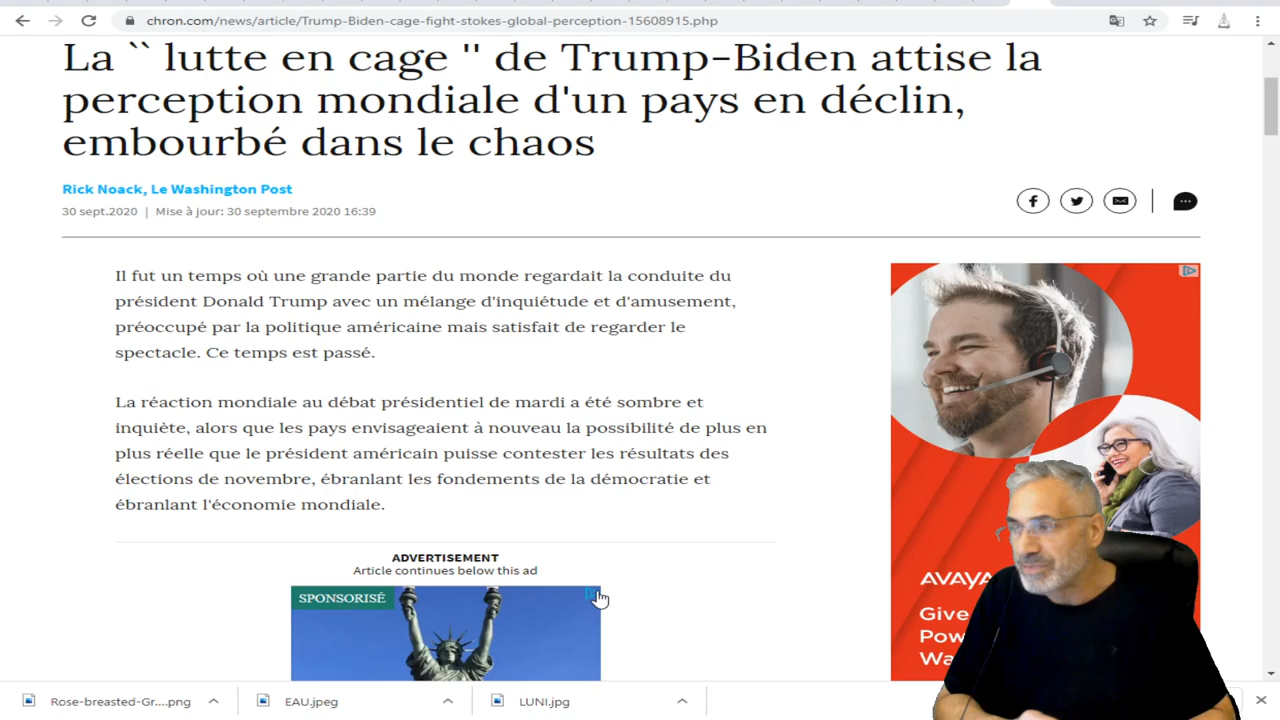 chron.com/news/article/Trump-Biden-cage-fight-stokes-global-perception-15608915.php
La `` lutte en cage '' de Trump-Biden attise la
perception mondiale d'un pays en déclin,
embourbé dans le chaos
Rick Noack, Le Washington Post
30 sept.2020 | Mise à jour: 30 septembre 2020 16:39
Il fut un temps où une grande partie du monde regardait la conduite du
président Donald Trump avec un mélange d'inquiétude et d'amusement,
préoccupé par la politique américaine mais satisfait de regarder le
spectacle. Ce temps est passé.
La réaction mondiale au débat présidentiel de mardi a été sombre et
inquiète, alors que les pays envisageaient à nouveau la possibilité de plus en
plus réelle que le président américain puisse contester les résultats des
élections de novembre, ébranlant les fondements de la démocratie et
ébranlant l'économie mondiale.
ADVERTISEMENT
Article continues below this ad
SPONSORISÉ
AVAYA
Give
Rose-breasted-Gr....png
EAU.jpeg
LUNI.jpg